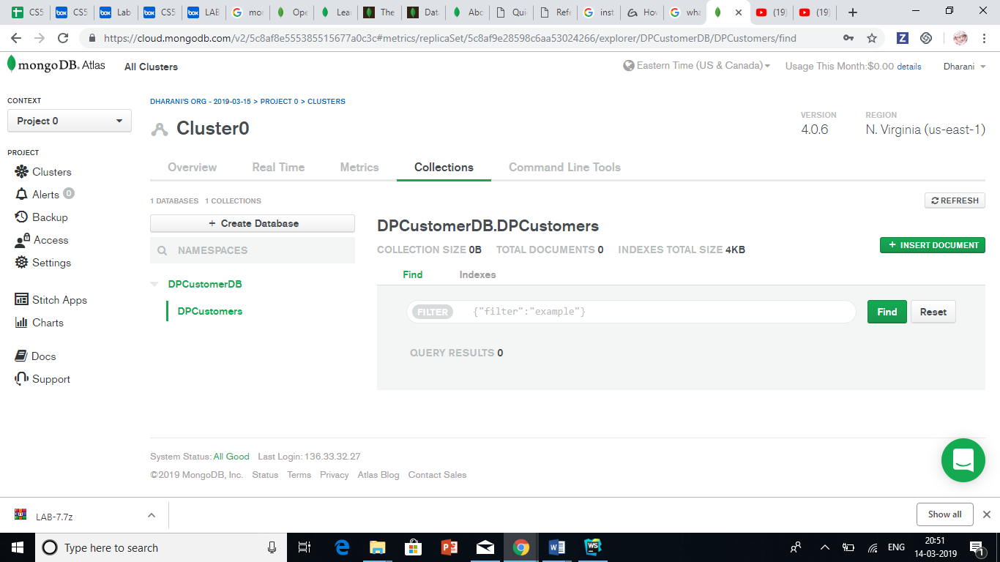 CS5 CS5 Lab CS5 LAB mor Ope Lear The Dat Abo Quic Refe inst Hov wha (19) (19)
https://cloud.mongodb.com/v2/5c8af8e555385515677a0c3c#metrics/replicaSet/5c8af9e28598c6aa53024266/explorer/DPCustomerDB/DPCustomers/find
mongoDB. Atlas All Clusters Eastern Time (US & Canada) Usage This Month:$0.00 details Dharani
CONTEXT
Project 0
PROJECT
Clusters
Alerts 0
Backup
Access
Settings
Stitch Apps
Charts
Docs
Support
DHARANI'S ORG - 2019-03-15 > PROJECT 0 > CLUSTERS
Cluster0
VERSION
4.0.6
REGION
N. Virginia (us-east-1)
Overview Real Time Metrics Collections Command Line Tools
1 DATABASES 1 COLLECTIONS
REFRESH
+ Create Database
NAMESPACES
DPCustomerDB
DPCustomers
DPCustomerDB.DPCustomers
COLLECTION SIZE 0B TOTAL DOCUMENTS 0 INDEXES TOTAL SIZE 4KB
+ INSERT DOCUMENT
Find Indexes
FILTER {"filter":"example"} Find Reset
QUERY RESULTS 0
System Status: All Good Last Login: 136.33.32.27
©2019 MongoDB, Inc. Status Terms Privacy Atlas Blog Contact Sales
LAB-7.7z
Show all
Type here to search
WS
ENG
20:51
14-03-2019
1